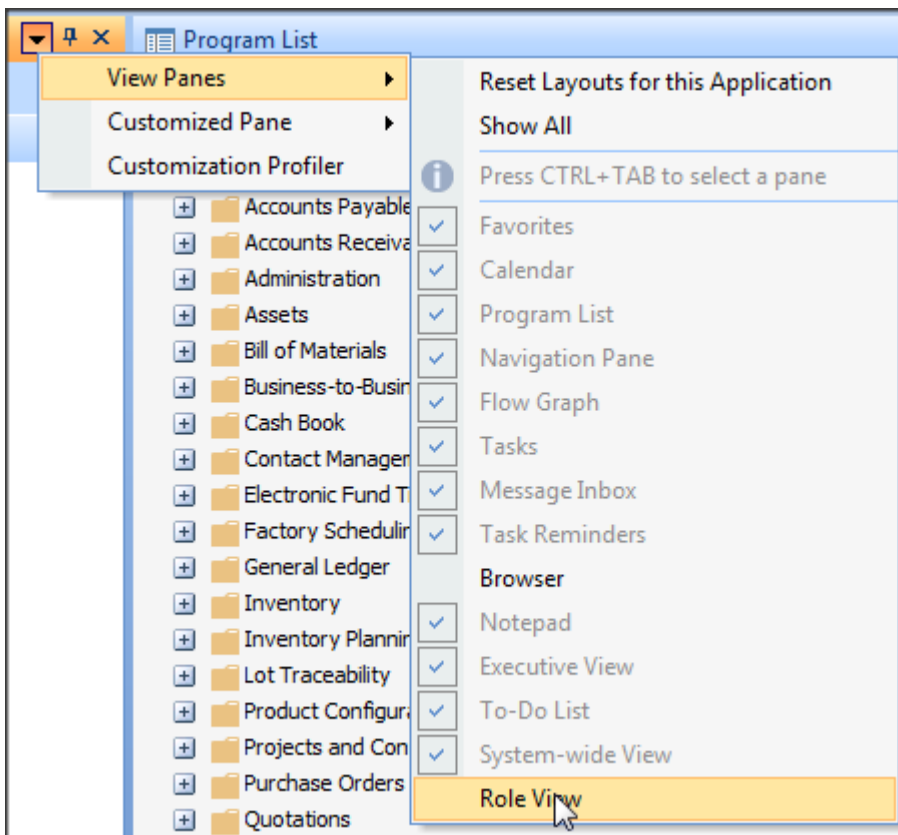 Program List
View Panes
Customized Pane
Customization Profiler
Accounts Payable
Accounts Receiva
Administration
Assets
Bill of Materials
Business-to-Busin
Cash Book
Contact Manager
Electronic Fund T
Factory Schedulin
General Ledger
Inventory
Inventory Plannin
Lot Traceability
Product Configura
Projects and Con
Purchase Orders
Quotations
Reset Layouts for this Application
Show All
Press CTRL+TAB to select a pane
Favorites
Calendar
Program List
Navigation Pane
Flow Graph
Tasks
Message Inbox
Task Reminders
Browser
Notepad
Executive View
To-Do List
System-wide View
Role View